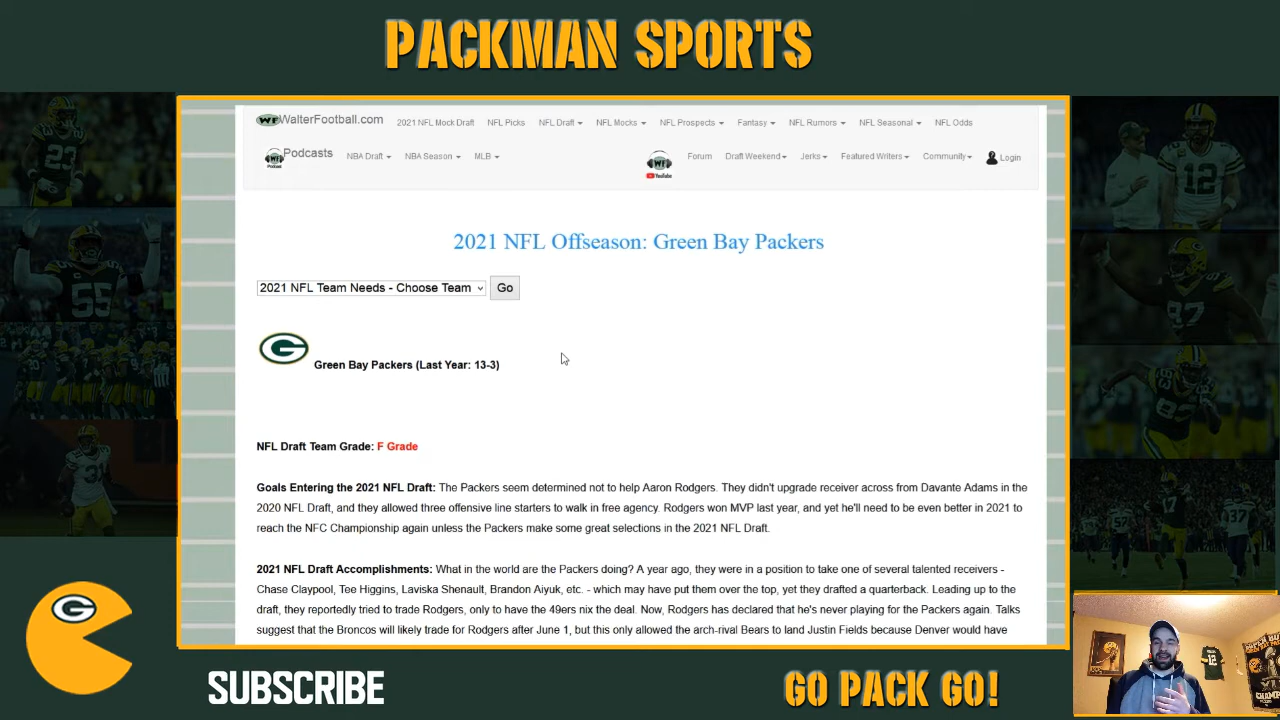 PACKMAN SPORTS
WalterFootball.com 2021 NFL Mock Draft NFL Picks NFL Draft NFL Mocks NFL Prospects Fantasy NFL Rumors NFL Seasonal NFL Odds
Podcasts NBA Draft NBA Season MLB YouTube Forum Draft Weekend Jerks Featured Writers Community Login
2021 NFL Offseason: Green Bay Packers
2021 NFL Team Needs - Choose Team Go
Green Bay Packers (Last Year: 13-3)
NFL Draft Team Grade: F Grade
Goals Entering the 2021 NFL Draft: The Packers seem determined not to help Aaron Rodgers. They didn't upgrade receiver across from Davante Adams in the
2020 NFL Draft, and they allowed three offensive line starters to walk in free agency. Rodgers won MVP last year, and yet he'll need to be even better in 2021 to
reach the NFC Championship again unless the Packers make some great selections in the 2021 NFL Draft.
2021 NFL Draft Accomplishments: What in the world are the Packers doing? A year ago, they were in a position to take one of several talented receivers -
Chase Claypool, Tee Higgins, Laviska Shenault, Brandon Aiyuk, etc. - which may have put them over the top, yet they drafted a quarterback. Leading up to the
draft, they reportedly tried to trade Rodgers, only to have the 49ers nix the deal. Now, Rodgers has declared that he's never playing for the Packers again. Talks
suggest that the Broncos will likely trade for Rodgers after June 1, but this only allowed the arch-rival Bears to land Justin Fields because Denver would have
SUBSCRIBE
GO PACK GO!